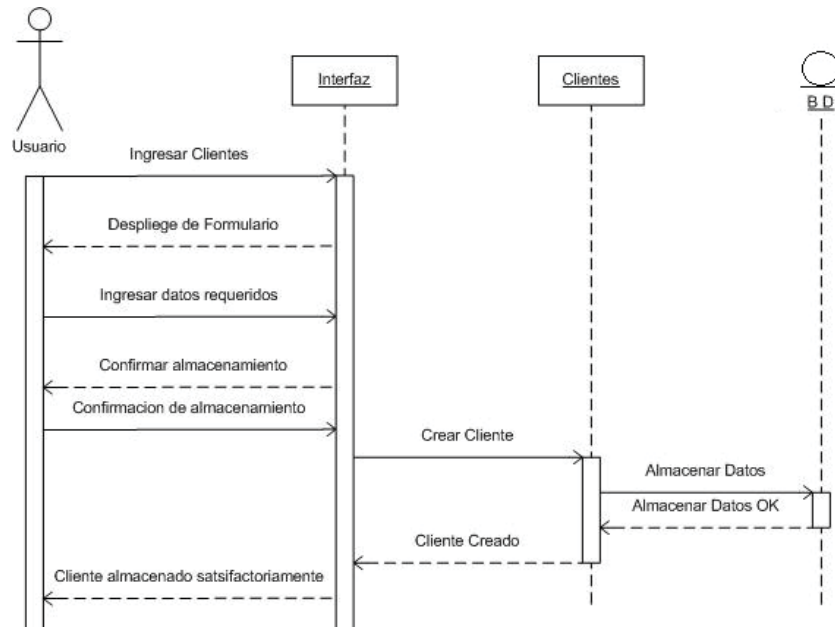 Interfaz
Clientes
B D
Usuario
Ingresar Clientes
Despliege de Formulario
Ingresar datos requeridos
Confirmar almacenamiento
Confirmacion de almacenamiento
Crear Cliente
Almacenar Datos
Almacenar Datos OK
Cliente Creado
Cliente almacenado satsifactoriamente